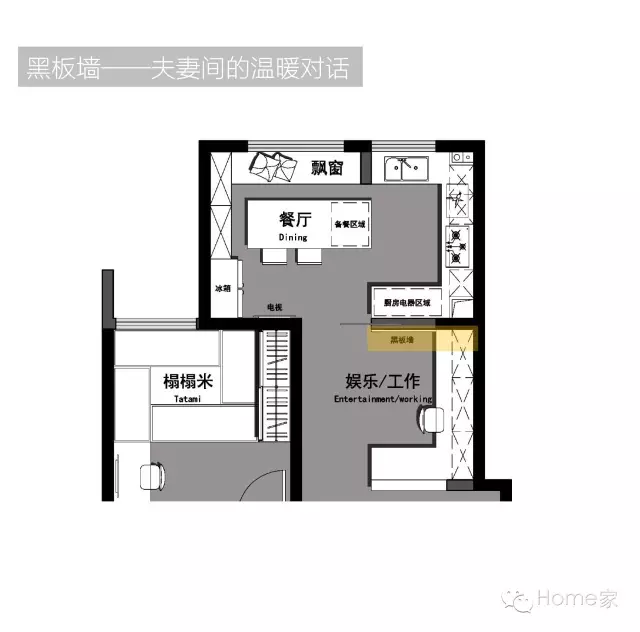 黑板墙——夫妻间的温暖对话
飘窗
餐厅
Dining
备餐区域
冰箱
厨房电器区域
电视
黑板墙
榻榻米
Tatami
娱乐/工作
Entertainment/working
Home家